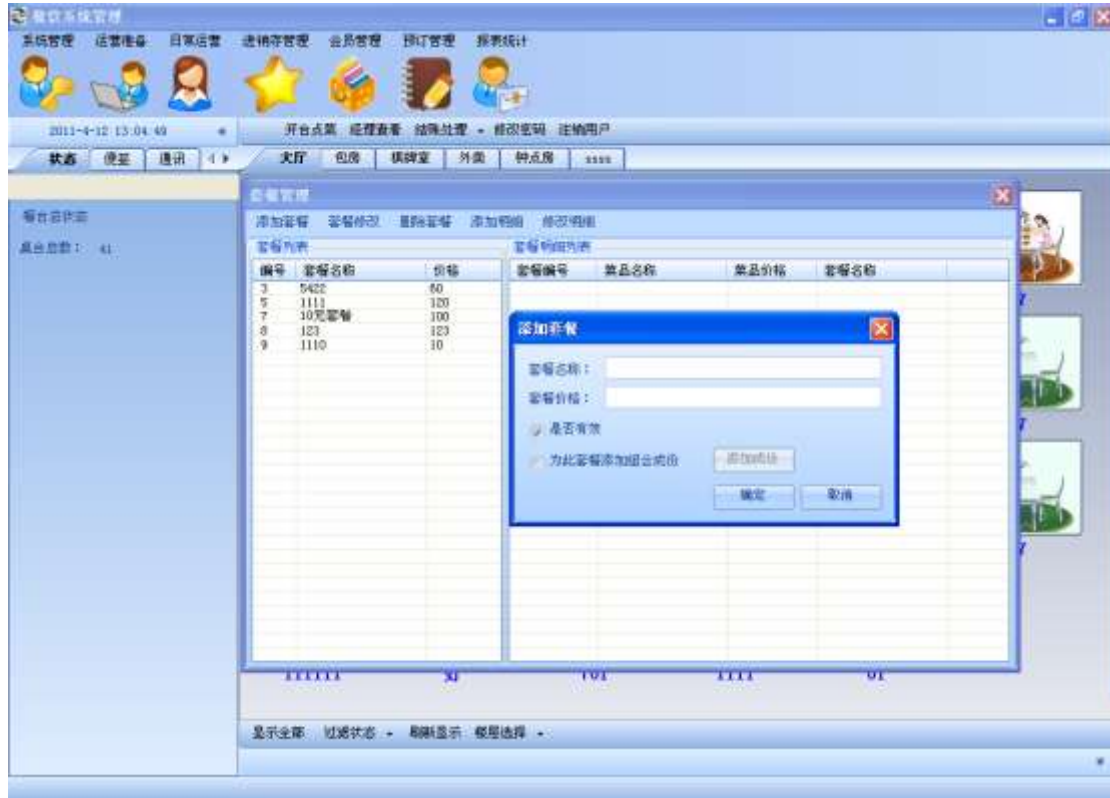 餐饮系统管理
系统管理 运营准备 日常运营 进销存管理 会员管理 预订管理 报表统计
2011-4-12 13:04:49
开台点菜 经理查看 结账处理 修改密码 注销用户
状态 便签 通讯
大厅 包房 棋牌室 外卖 钟点房 ssss
套餐管理
添加套餐 套餐修改 删除套餐 添加明细 修改明细
套餐列表
套餐明细列表
编号 套餐名称 价格
套餐编号 菜品名称 菜品价格 套餐名称
3 5422 60
5 1111 120
7 10元套餐 100
8 123 123
9 1110 10
添加套餐
套餐名称：
套餐价格：
是否有效
为此套餐添加组合成份
添加成份
确定 取消
桌台总数： 41
显示全部 过滤状态 刷新显示 楼层选择